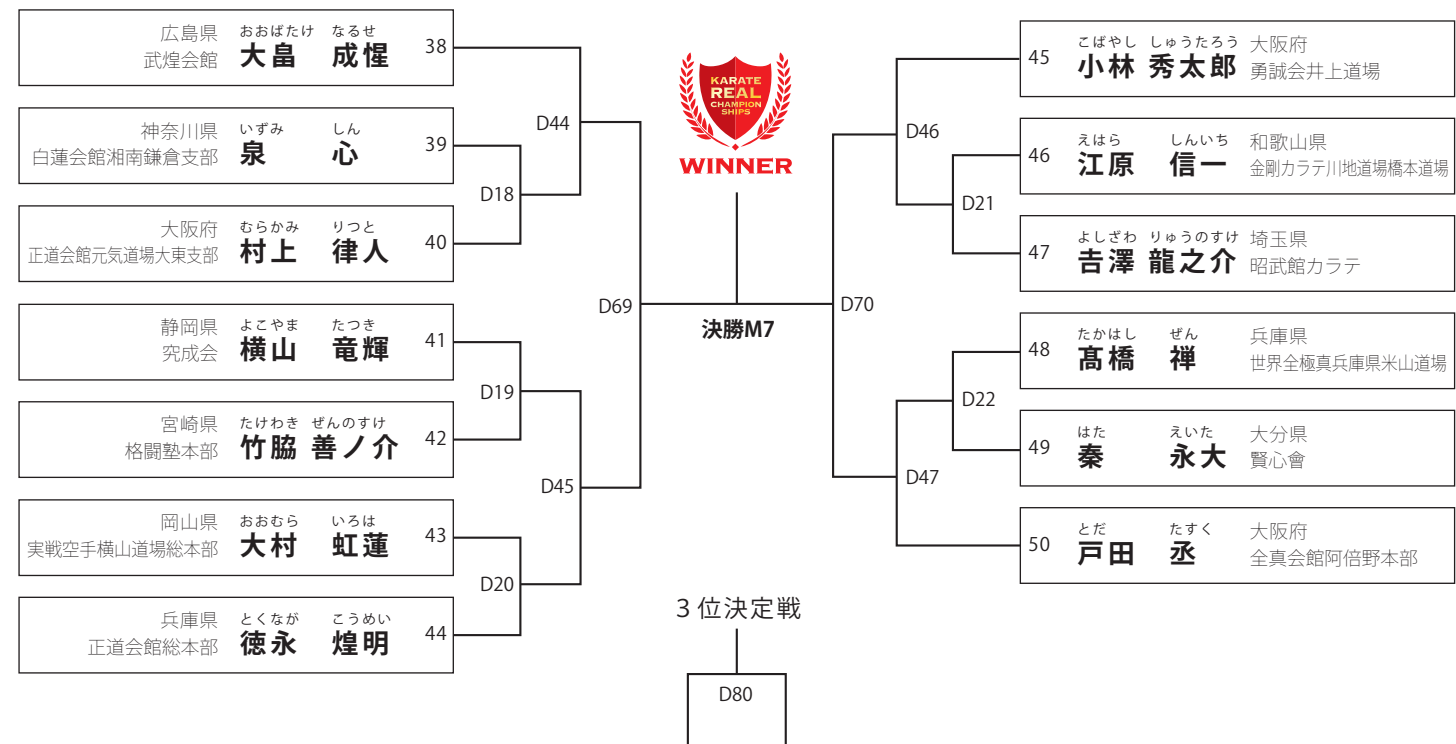 広島県
武煌会館
おおばたけ なるせ
大畠 成惺
38
神奈川県
白蓮会館湘南鎌倉支部
いずみ しん
泉 心
39
大阪府
正道会館元気道場大東支部
むらかみ りつと
村上 律人
40
静岡県
究成会
よこやま たつき
横山 竜輝
41
宮崎県
格闘塾本部
たけわき ぜんのすけ
竹脇 善ノ介
42
岡山県
実戦空手横山道場総本部
おおむら いろは
大村 虹蓮
43
兵庫県
正道会館総本部
とくなが こうめい
徳永 煌明
44
D44
D18
D69
D19
D45
D20
KARATE
REAL
CHAMPION
SHIPS
WINNER
決勝M7
3位決定戦
D80
D46
D21
D70
D22
D47
45
こばやし しゅうたろう
小林 秀太郎
大阪府
勇誠会井上道場
46
えはら しんいち
江原 信一
和歌山県
金剛カラテ川地道場橋本道場
47
よしざわ りゅうのすけ
𠮷澤 龍之介
埼玉県
昭武館カラテ
48
たかはし ぜん
髙橋 禅
兵庫県
世界全極真兵庫県米山道場
49
はた えいた
秦 永大
大分県
賢心會
50
とだ たすく
戸田 丞
大阪府
全真会館阿倍野本部